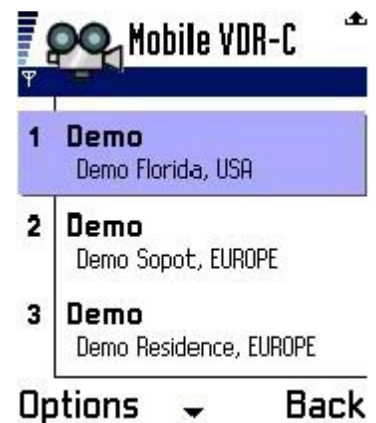 Mobile VDR-C
1 Demo
Demo Florida, USA
2 Demo
Demo Sopot, EUROPE
3 Demo
Demo Residence, EUROPE
Options Back